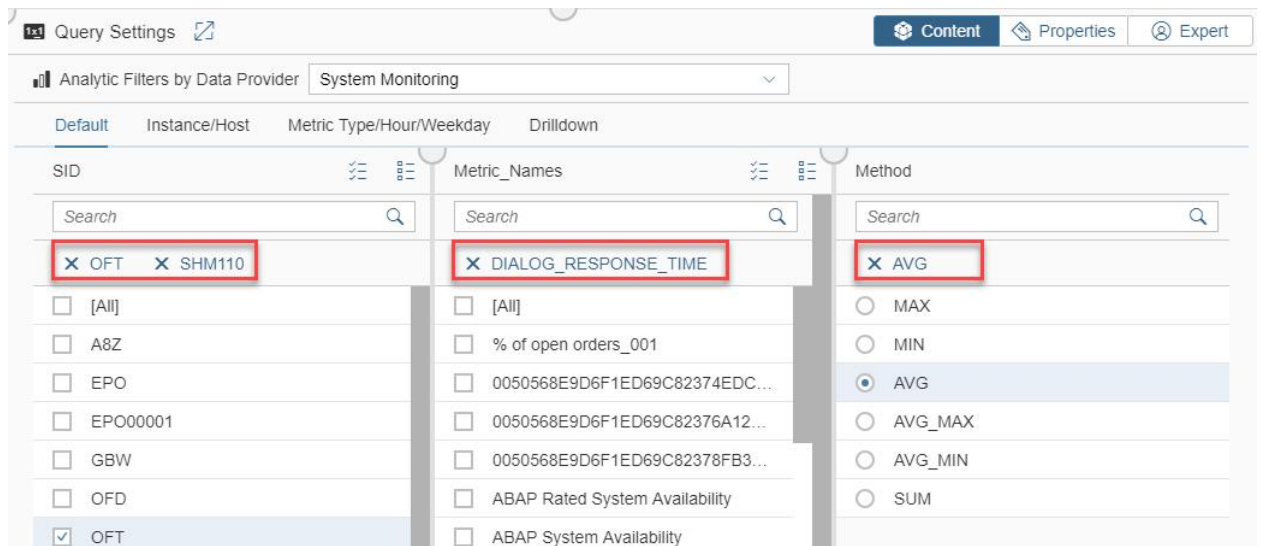 1x1 Query Settings Content Properties Expert
Analytic Filters by Data Provider System Monitoring
Default Instance/Host Metric Type/Hour/Weekday Drilldown
SID Metric_Names Method
Search Search Search
OFT SHM110 DIALOG_RESPONSE_TIME AVG
[All] [All] MAX
A8Z % of open orders_001 MIN
EPO 0050568E9D6F1ED69C82374EDC... AVG
EPO00001 0050568E9D6F1ED69C82376A12... AVG_MAX
GBW 0050568E9D6F1ED69C82378FB3... AVG_MIN
OFD ABAP Rated System Availability SUM
OFT ABAP System Availability